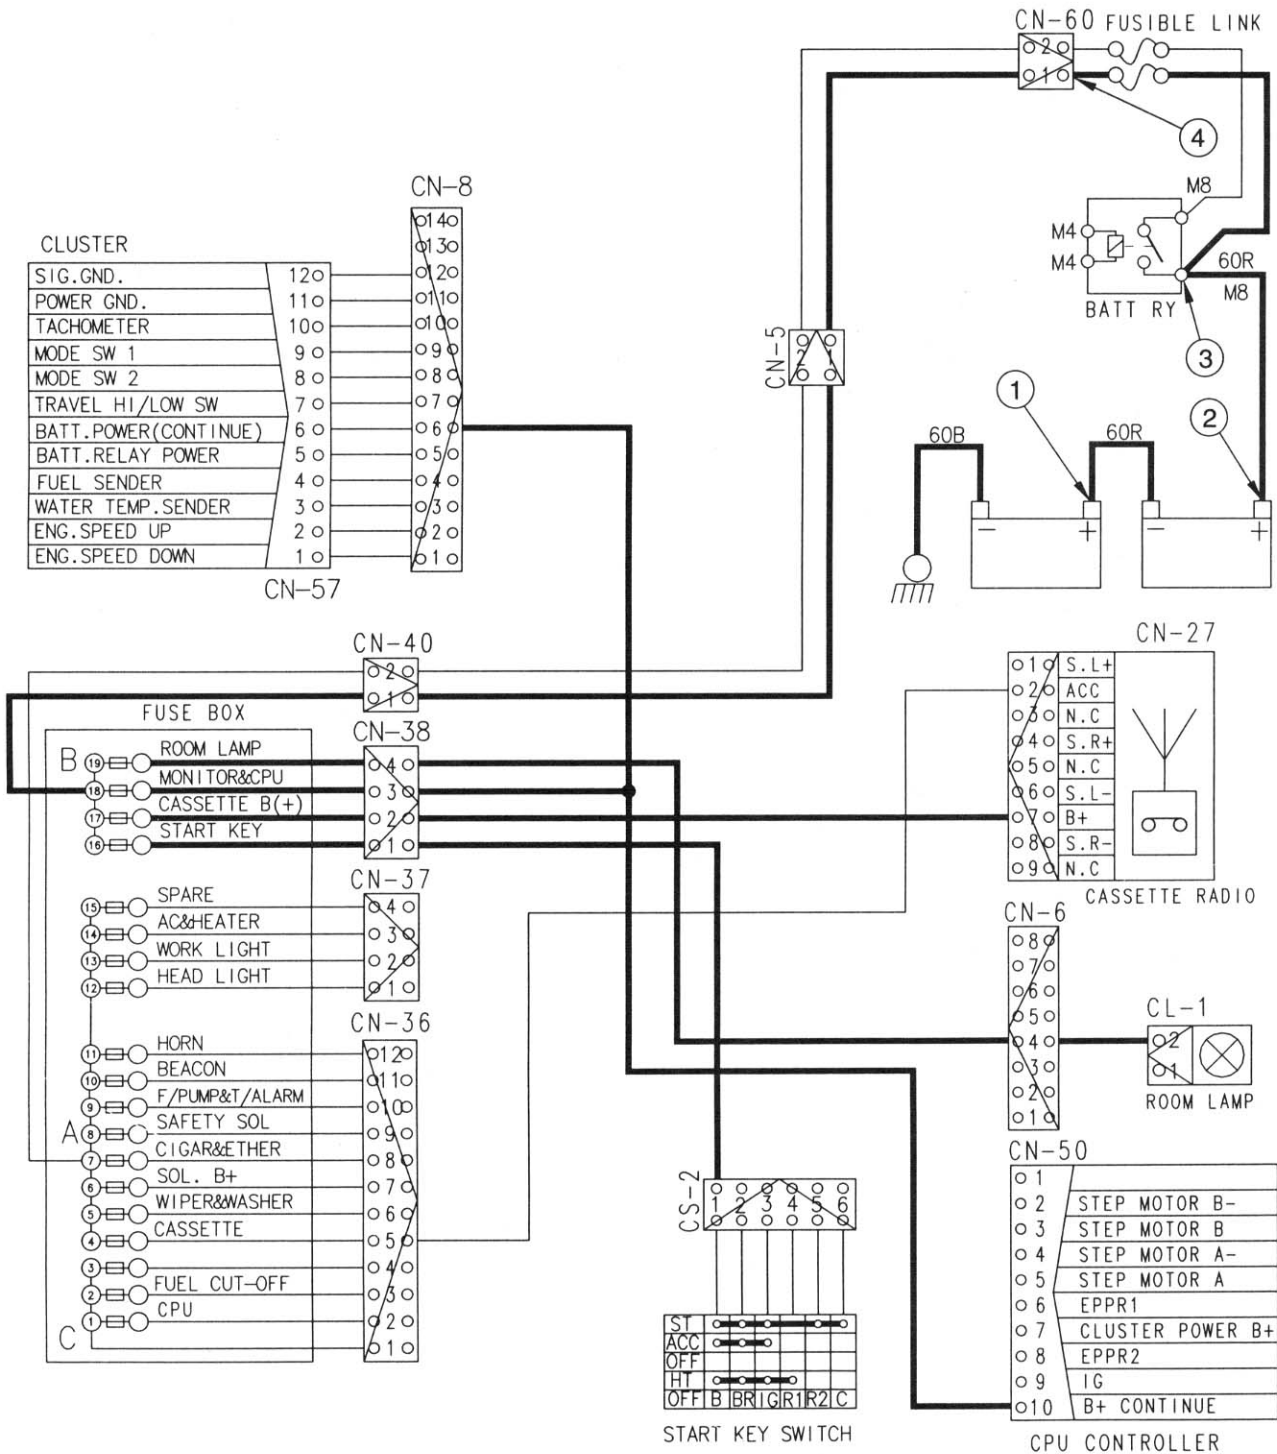 CN-60 FUSIBLE LINK
2
1
4
CN-8
M8
M4
M4
60R
M8
BATT RY
3
CLUSTER
SIG.GND. 12
POWER GND. 11
TACHOMETER 10
MODE SW 1 9
MODE SW 2 8
TRAVEL HI/LOW SW 7
BATT.POWER(CONTINUE) 6
BATT.RELAY POWER 5
FUEL SENDER 4
WATER TEMP.SENDER 3
ENG.SPEED UP 2
ENG.SPEED DOWN 1
CN-57
14
13
12
11
10
9
8
7
6
5
4
3
2
1
CN-5
2 1
1
2
60B
60R
- +
- +
CN-40
2
1
FUSE BOX
CN-38
B
19 ROOM LAMP 4
18 MONITOR&CPU 3
17 CASSETTE B(+) 2
16 START KEY 1
CN-37
15 SPARE 4
14 AC&HEATER 3
13 WORK LIGHT 2
12 HEAD LIGHT 1
CN-36
11 HORN 12
10 BEACON 11
9 F/PUMP&T/ALARM 10
A 8 SAFETY SOL 9
7 CIGAR&ETHER 8
6 SOL. B+ 7
5 WIPER&WASHER 6
4 CASSETTE 5
3 4
2 FUEL CUT-OFF 3
1 CPU 2
C 1
CN-27
1 S.L+
2 ACC
3 N.C
4 S.R+
5 N.C
6 S.L-
7 B+
8 S.R-
9 N.C
CASSETTE RADIO
CN-6
8
7
6
5
4
3
2
1
CL-1
2
1
ROOM LAMP
CS-2
1 2 3 4 5 6
ST
ACC
OFF
HT
OFF B BR IG R1 R2 C
START KEY SWITCH
CN-50
1
2 STEP MOTOR B-
3 STEP MOTOR B
4 STEP MOTOR A-
5 STEP MOTOR A
6 EPPR1
7 CLUSTER POWER B+
8 EPPR2
9 IG
10 B+ CONTINUE
CPU CONTROLLER